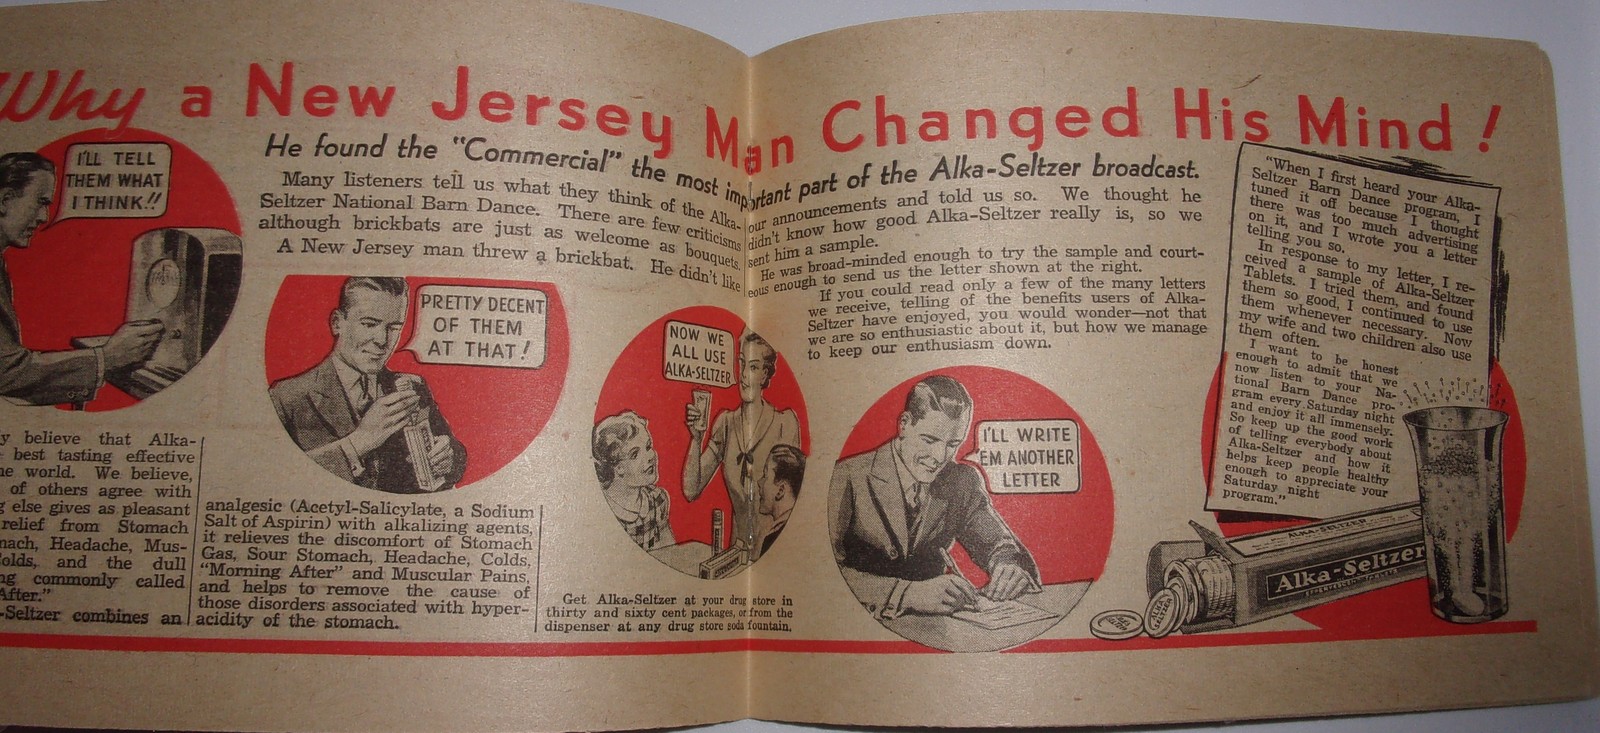 Why a New Jersey Man Changed His Mind!
He found the "Commercial" the most important part of the Alka-Seltzer broadcast.
I'LL TELL
THEM WHAT
I THINK!!
Many listeners tell us what they think of the Alka-
Seltzer National Barn Dance. There are few criticisms
although brickbats are just as welcome as bouquets.
A New Jersey man threw a brickbat. He didn't like
our announcements and told us so. We thought he
didn't know how good Alka-Seltzer really is, so we
sent him a sample.
He was broad-minded enough to try the sample and court-
eous enough to send us the letter shown at the right.
If you could read only a few of the many letters
we receive, telling of the benefits users of Alka-
Seltzer have enjoyed, you would wonder—not that
we are so enthusiastic about it, but how we manage
to keep our enthusiasm down.
PRETTY DECENT
OF THEM
AT THAT!
NOW WE
ALL USE
ALKA-SELTZER
I'LL WRITE
'EM ANOTHER
LETTER
"When I first heard your Alka-
Seltzer Barn Dance program, I
tuned it off because I thought
there was too much advertising
on it, and I wrote you a letter
telling you so.
In response to my letter, I re-
ceived a sample of Alka-Seltzer
Tablets. I tried them, and found
them so good, I continued to use
them whenever necessary. Now
my wife and two children also use
them often.
I want to be honest
enough to admit that we
now listen to your Na-
tional Barn Dance pro-
gram every Saturday night
and enjoy it all immensely.
So keep up the good work
of telling everybody about
Alka-Seltzer and how it
helps keep people healthy
enough to appreciate your
Saturday night
program."
y believe that Alka-
best tasting effective
e world. We believe,
of others agree with
g else gives as pleasant
relief from Stomach
mach, Headache, Mus-
olds, and the dull
ng commonly called
After."
-Seltzer combines an
analgesic (Acetyl-Salicylate, a Sodium
Salt of Aspirin) with alkalizing agents,
it relieves the discomfort of Stomach
Gas, Sour Stomach, Headache, Colds,
"Morning After" and Muscular Pains,
and helps to remove the cause of
those disorders associated with hyper-
acidity of the stomach.
Get Alka-Seltzer at your drug store in
thirty and sixty cent packages, or from the
dispenser at any drug store soda fountain.
ALKA-SELTZER
Alka-Seltzer
ALKA
SELTZER